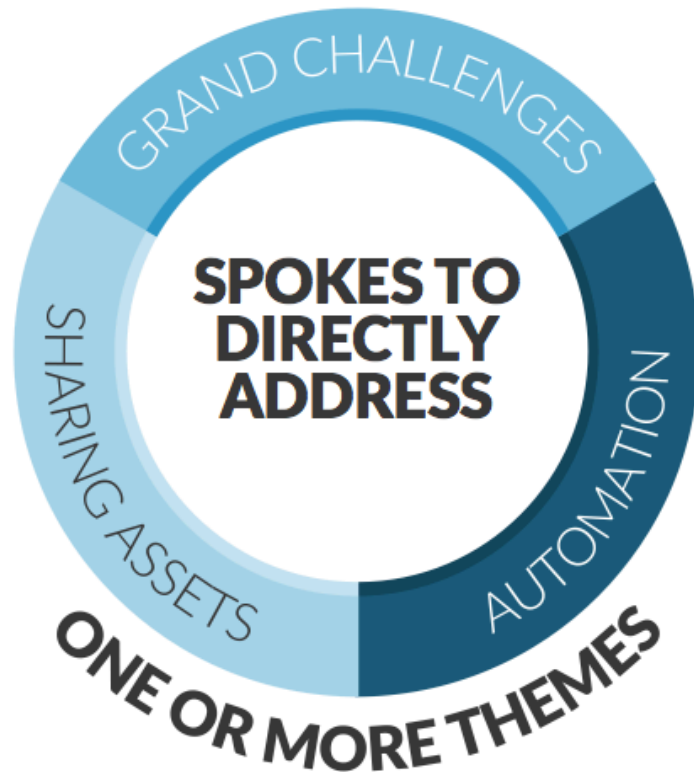 GRAND CHALLENGES
SPOKES TO
DIRECTLY
ADDRESS
SHARING ASSETS
AUTOMATION
ONE OR MORE THEMES